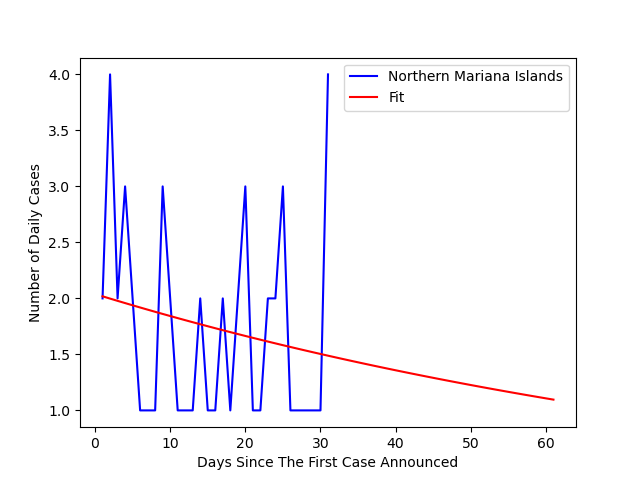 Northern Mariana Islands
Fit
4.0
3.5
3.0
2.5
2.0
1.5
1.0
Number of Daily Cases
0 10 20 30 40 50 60
Days Since The First Case Announced